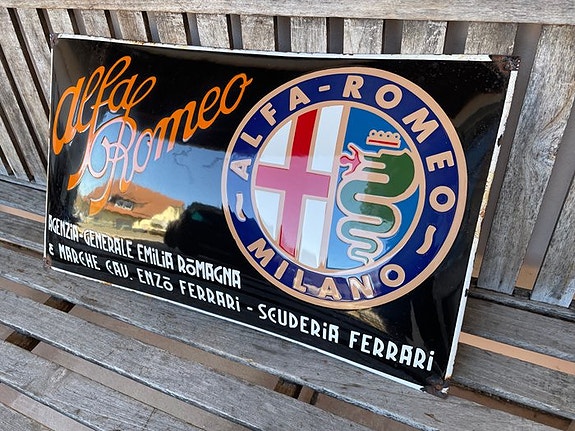 alfa Romeo
ALFA-ROMEO
MILANO
AGENZIA-GENERALE EMILIA ROMAGNA
E MARCHE. CAV. ENZO FERRARI - SCUDERIA FERRARI